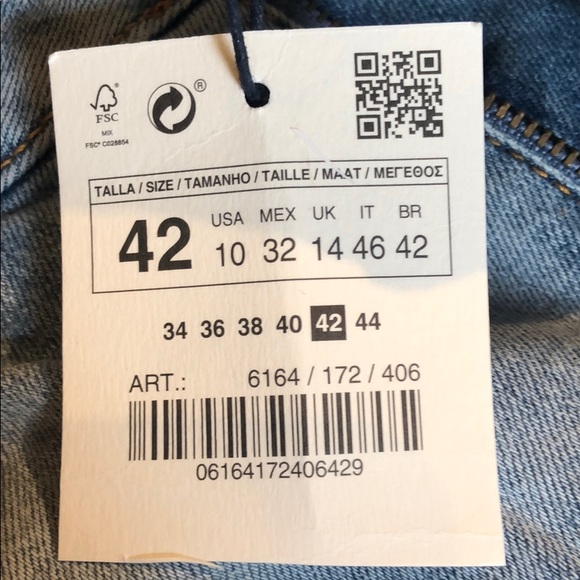 FSC
MIX
FSC® C028854
®
TALLA / SIZE / TAMANHO / TAILLE / MAAT / ΜΕΓΕΘΟΣ
42 USA MEX UK IT BR
10 32 14 46 42
34 36 38 40 42 44
ART.: 6164 / 172 / 406
06164172406429